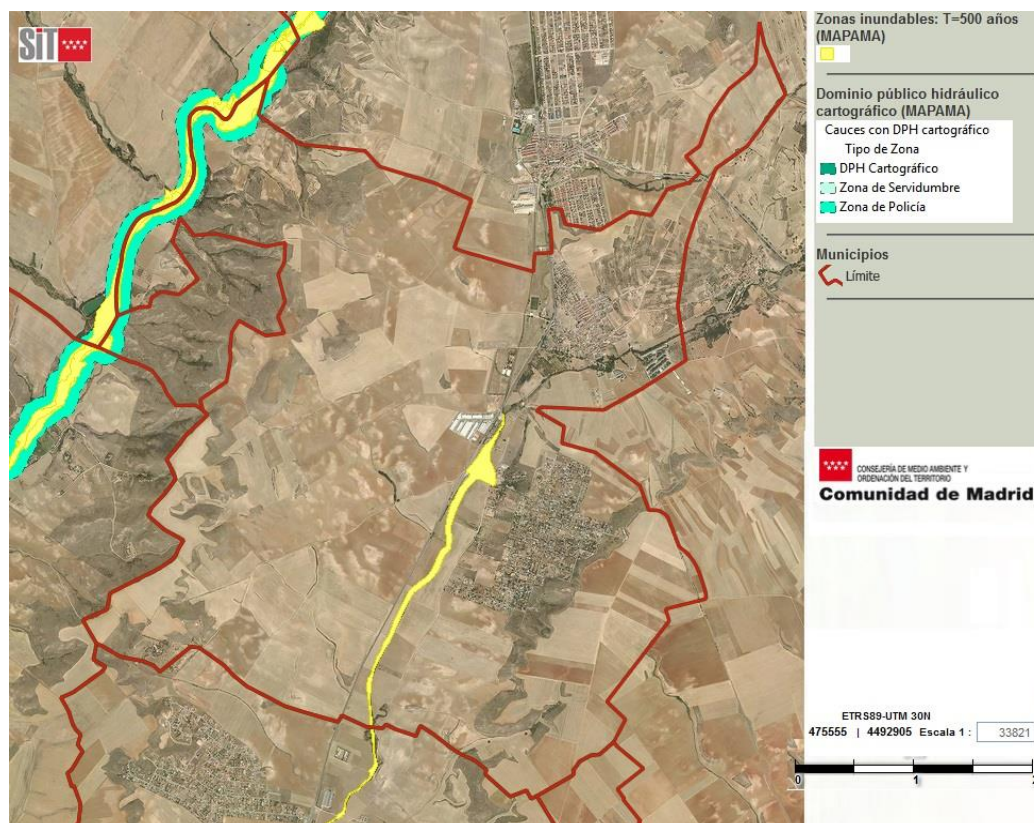 SiT
Zonas inundables: T=500 años
(MAPAMA)
Dominio público hidráulico
cartográfico (MAPAMA)
Cauces con DPH cartográfico
Tipo de Zona
DPH Cartográfico
Zona de Servidumbre
Zona de Policía
Municipios
Límite
CONSEJERÍA DE MEDIO AMBIENTE Y
ORDENACIÓN DEL TERRITORIO
Comunidad de Madrid
ETRS89-UTM 30N
475555 | 4492905 Escala 1 : 33821
0 1 2